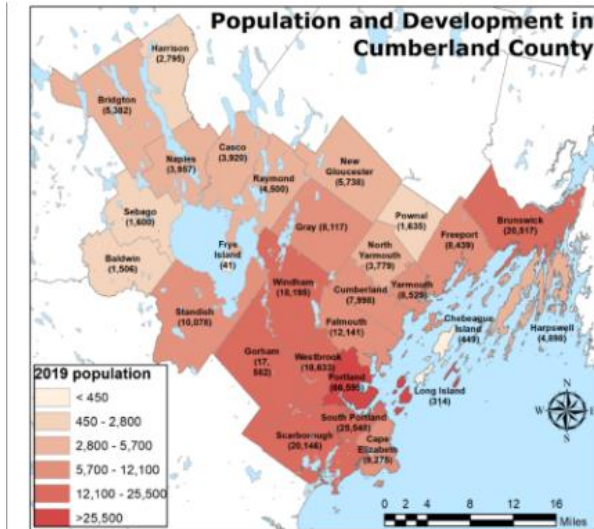 Population and Development in
Cumberland County
Harrison
(2,795)
Bridgton
(5,382)
Naples
(3,957)
Casco
(3,920)
Raymond
(4,500)
New
Gloucester
(5,738)
Sebago
(1,600)
Baldwin
(1,506)
Frye
Island
(41)
Gray (8,117)
Pownal
(1,635)
Brunswick
(20,517)
North
Yarmouth
(3,779)
Freeport
(8,439)
Windham
Cumberland
(7,998)
Yarmouth
(8,529)
Standish
(10,078)
Falmouth
(12,141)
Chebeague
Island
(449)
Harpswell
(4,898)
Gorham
(17,
582)
Westbrook
(18,633)
Portland
(66,595)
Long Island
(314)
South Portland
(25,548)
Scarborough
(20,146)
Cape
Elizabeth
(9,275)
2019 population
< 450
450 - 2,800
2,800 - 5,700
5,700 - 12,100
12,100 - 25,500
>25,500
N
W
E
S
0 2 4 8 12 16
Miles